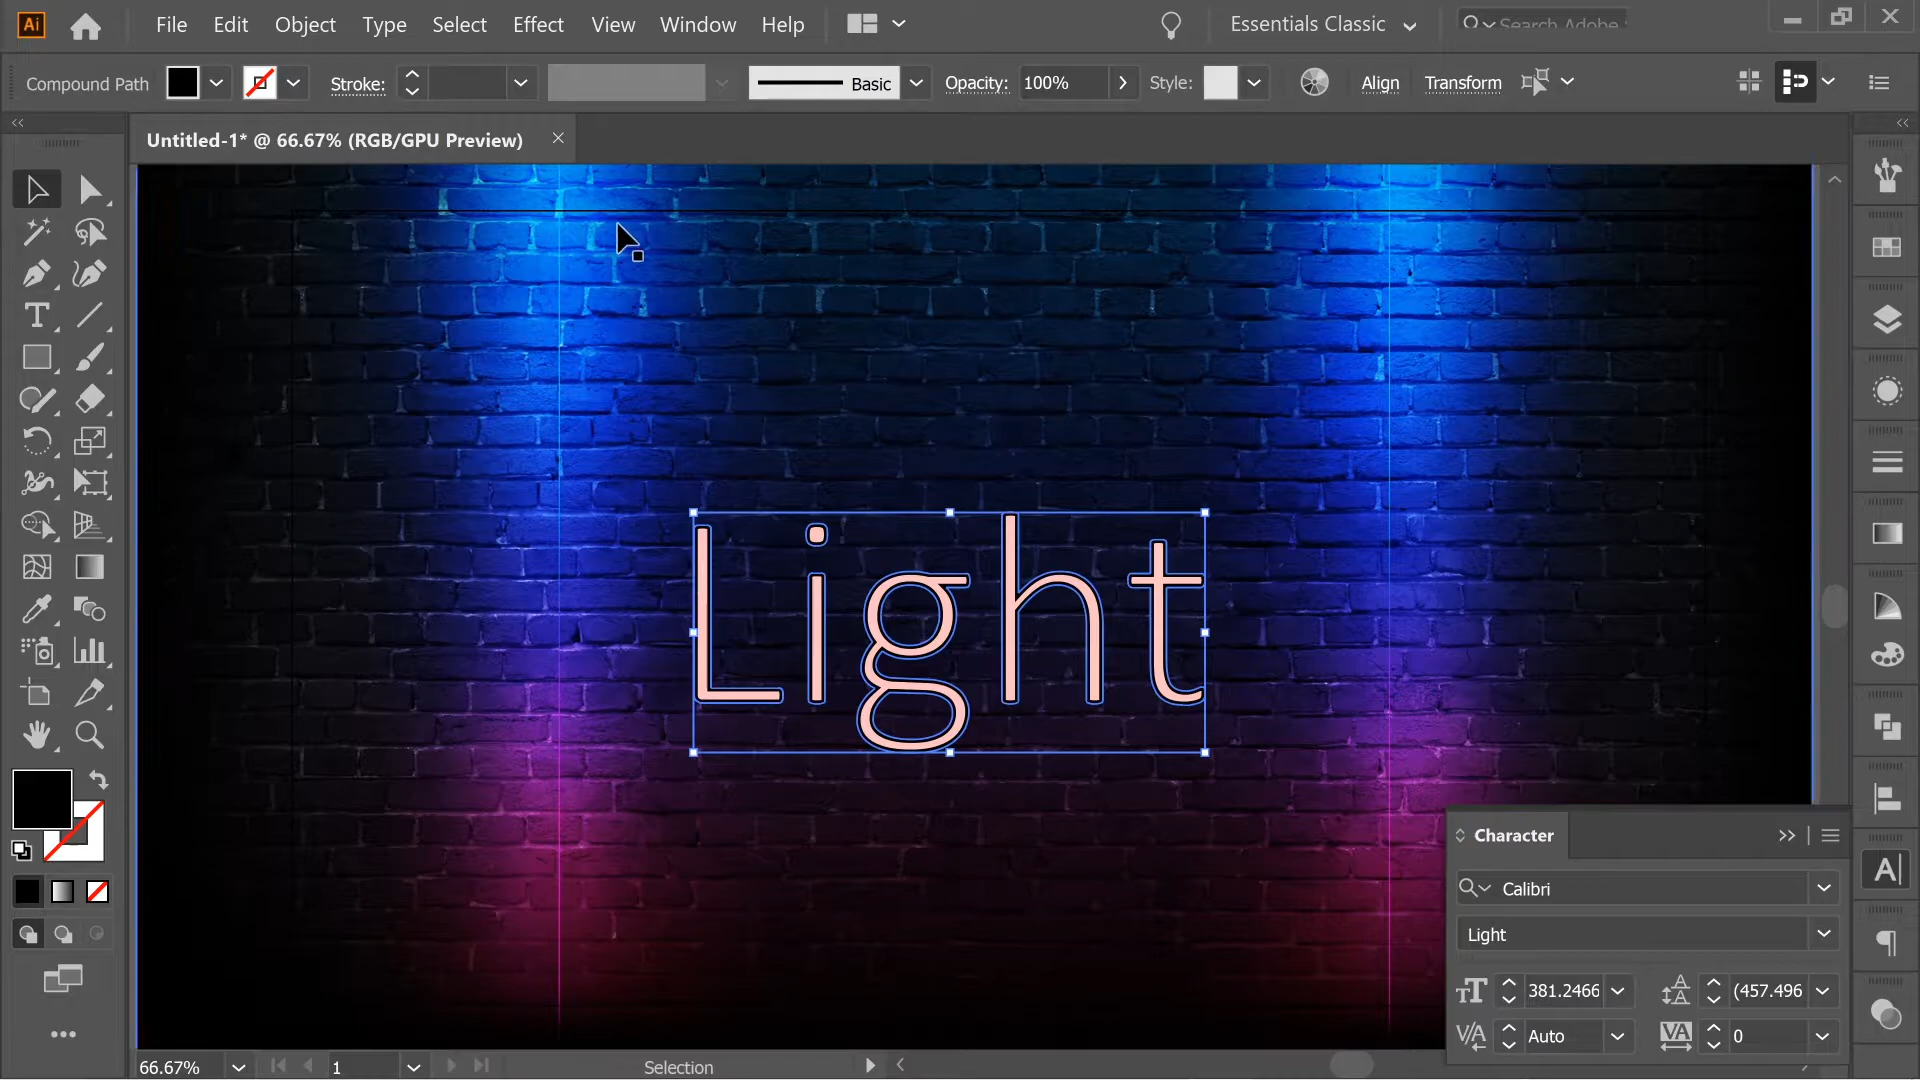 Ai File Edit Object Type Select Effect View Window Help Essentials Classic Search Adobe
Compound Path Stroke: Basic Opacity: 100% Style: Align Transform
Untitled-1* @ 66.67% (RGB/GPU Preview)
Light
Character
Calibri
Light
381.2466 (457.496
Auto 0
66.67% 1 Selection